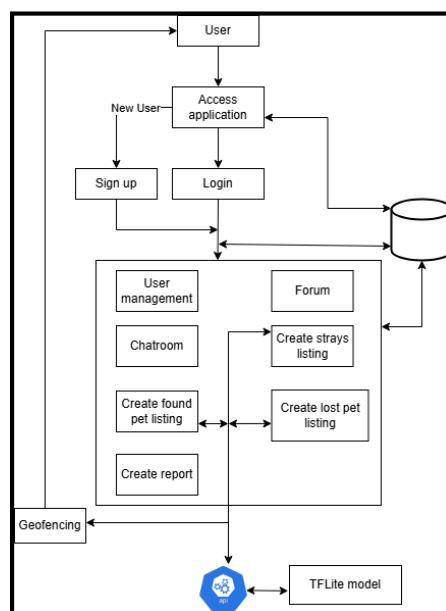 User
Access
application
New User
Sign up
Login
User
management
Forum
Chatroom
Create strays
listing
Create found
pet listing
Create lost pet
listing
Create report
Geofencing
api
TFLite model